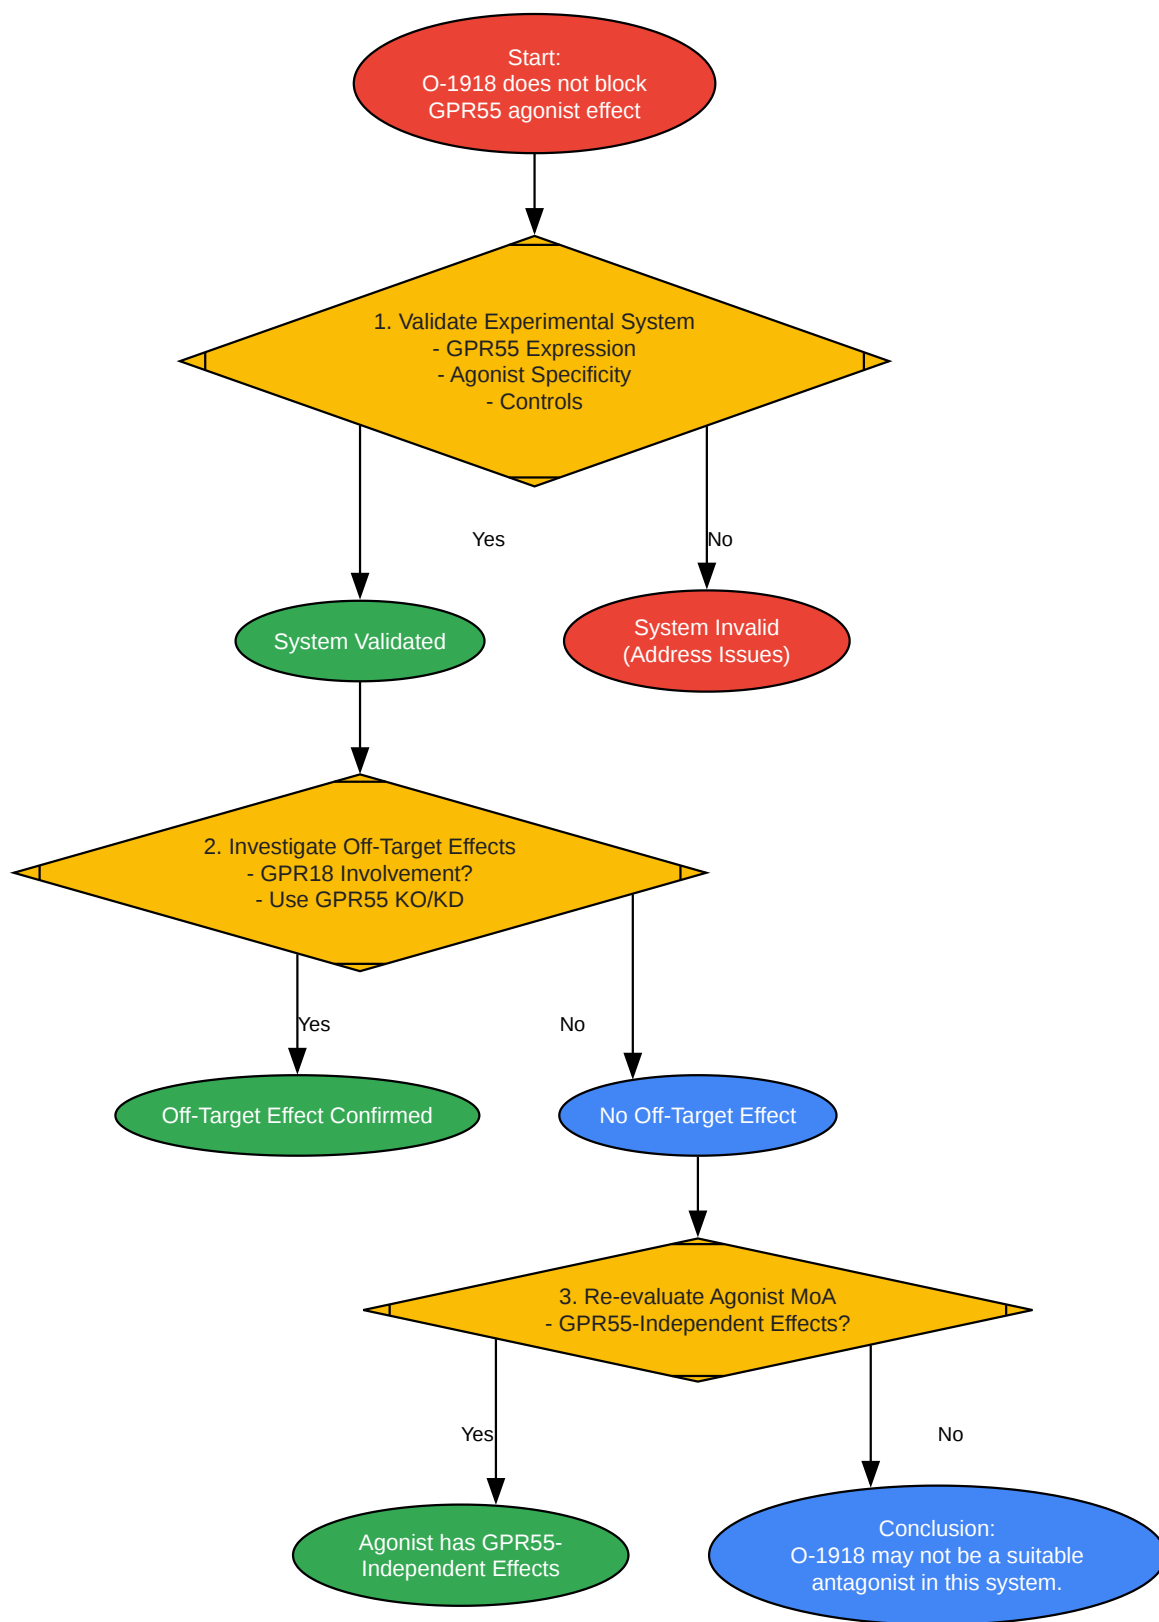 Start:
O-1918 does not block
GPR55 agonist effect
1. Validate Experimental System
- GPR55 Expression
- Agonist Specificity
- Controls
Yes
No
System Validated
System Invalid
(Address Issues)
2. Investigate Off-Target Effects
- GPR18 Involvement?
- Use GPR55 KO/KD
Yes
No
Off-Target Effect Confirmed
No Off-Target Effect
3. Re-evaluate Agonist MoA
- GPR55-Independent Effects?
Yes
No
Agonist has GPR55-
Independent Effects
Conclusion:
O-1918 may not be a suitable
antagonist in this system.